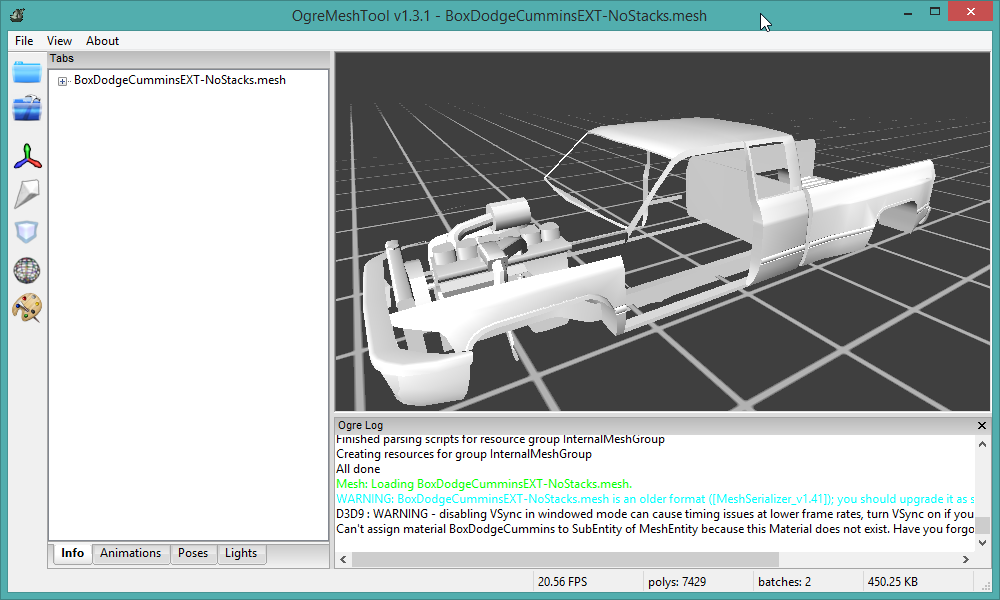 OgreMeshTool v1.3.1 - BoxDodgeCumminsEXT-NoStacks.mesh
File View About
Tabs
BoxDodgeCumminsEXT-NoStacks.mesh
Ogre Log
Finished parsing scripts for resource group InternalMeshGroup
Creating resources for group InternalMeshGroup
All done
Mesh: Loading BoxDodgeCumminsEXT-NoStacks.mesh.
WARNING: BoxDodgeCumminsEXT-NoStacks.mesh is an older format ([MeshSerializer_v1.41]); you should upgrade it as s
D3D9 : WARNING - disabling VSync in windowed mode can cause timing issues at lower frame rates, turn VSync on if you
Can't assign material BoxDodgeCummins to SubEntity of MeshEntity because this Material does not exist. Have you forgo
Info Animations Poses Lights
20.56 FPS polys: 7429 batches: 2 450.25 KB